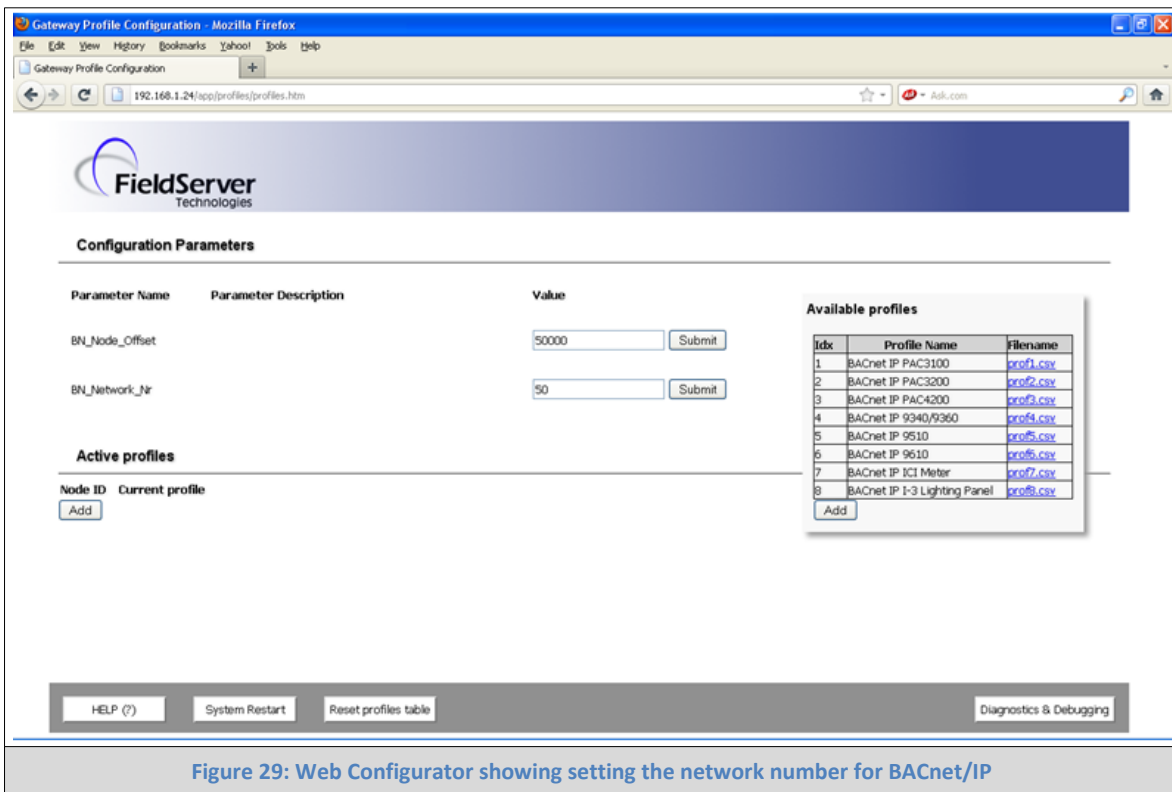 Gateway Profile Configuration - Mozilla Firefox
File Edit View History Bookmarks Yahoo! Tools Help
Gateway Profile Configuration +
192.168.1.24/app/profiles/profiles.htm Ask.com
FieldServer
Technologies
Configuration Parameters
Parameter Name Parameter Description Value
BN_Node_Offset 50000 Submit
BN_Network_Nr 50 Submit
Active profiles
Node ID Current profile
Add
Available profiles
Idx Profile Name Filename
1 BACnet IP PAC3100 prof1.csv
2 BACnet IP PAC3200 prof2.csv
3 BACnet IP PAC4200 prof3.csv
4 BACnet IP 9340/9360 prof4.csv
5 BACnet IP 9510 prof5.csv
6 BACnet IP 9610 prof6.csv
7 BACnet IP ICI Meter prof7.csv
8 BACnet IP I-3 Lighting Panel prof8.csv
Add
HELP (?) System Restart Reset profiles table Diagnostics & Debugging
Figure 29: Web Configurator showing setting the network number for BACnet/IP